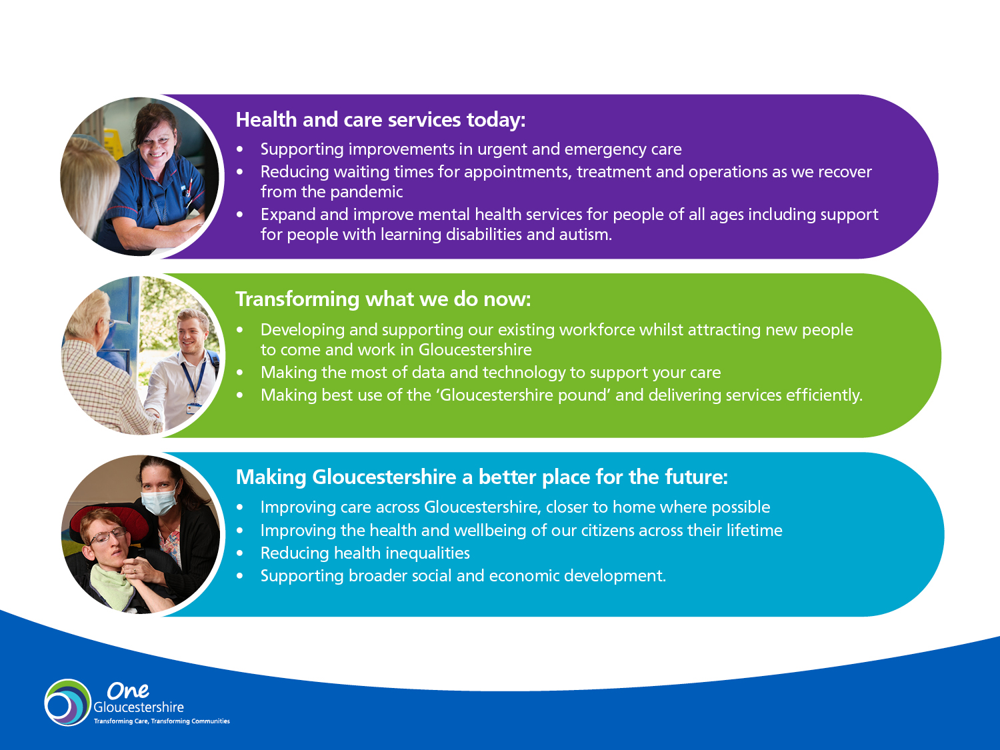 Health and care services today:
• Supporting improvements in urgent and emergency care
• Reducing waiting times for appointments, treatment and operations as we recover
from the pandemic
• Expand and improve mental health services for people of all ages including support
for people with learning disabilities and autism.
Transforming what we do now:
• Developing and supporting our existing workforce whilst attracting new people
to come and work in Gloucestershire
• Making the most of data and technology to support your care
• Making best use of the ‘Gloucestershire pound’ and delivering services efficiently.
Making Gloucestershire a better place for the future:
• Improving care across Gloucestershire, closer to home where possible
• Improving the health and wellbeing of our citizens across their lifetime
• Reducing health inequalities
• Supporting broader social and economic development.
One
Gloucestershire
Transforming Care, Transforming Communities